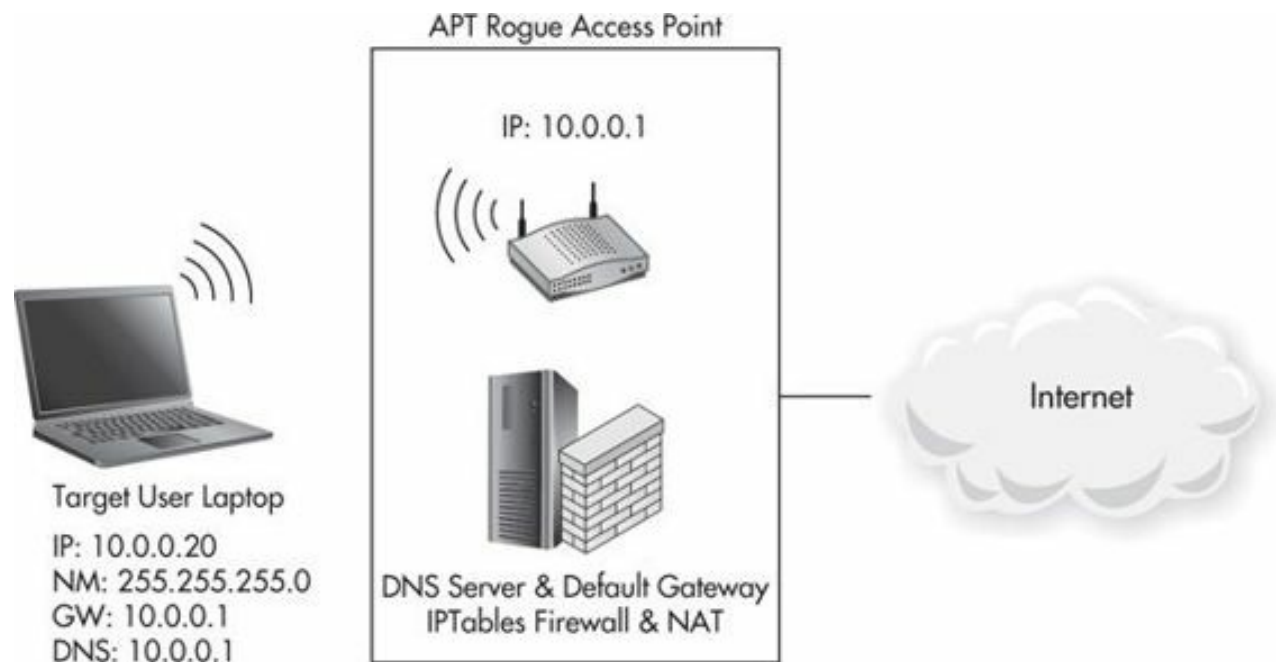 APT Rogue Access Point
IP: 10.0.0.1
Target User Laptop
IP: 10.0.0.20
NM: 255.255.255.0
GW: 10.0.0.1
DNS: 10.0.0.1
DNS Server & Default Gateway
IPTables Firewall & NAT
Internet